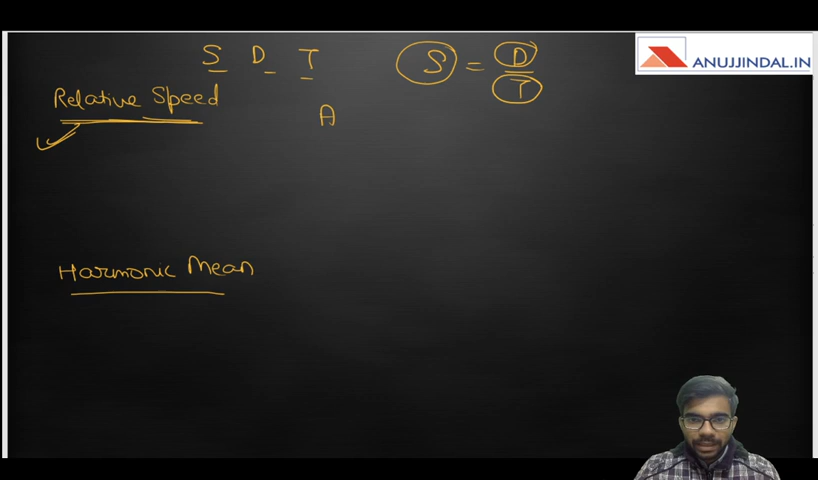 S D T S = D/T
ANUJJINDAL.IN
Relative Speed
A
Harmonic Mean